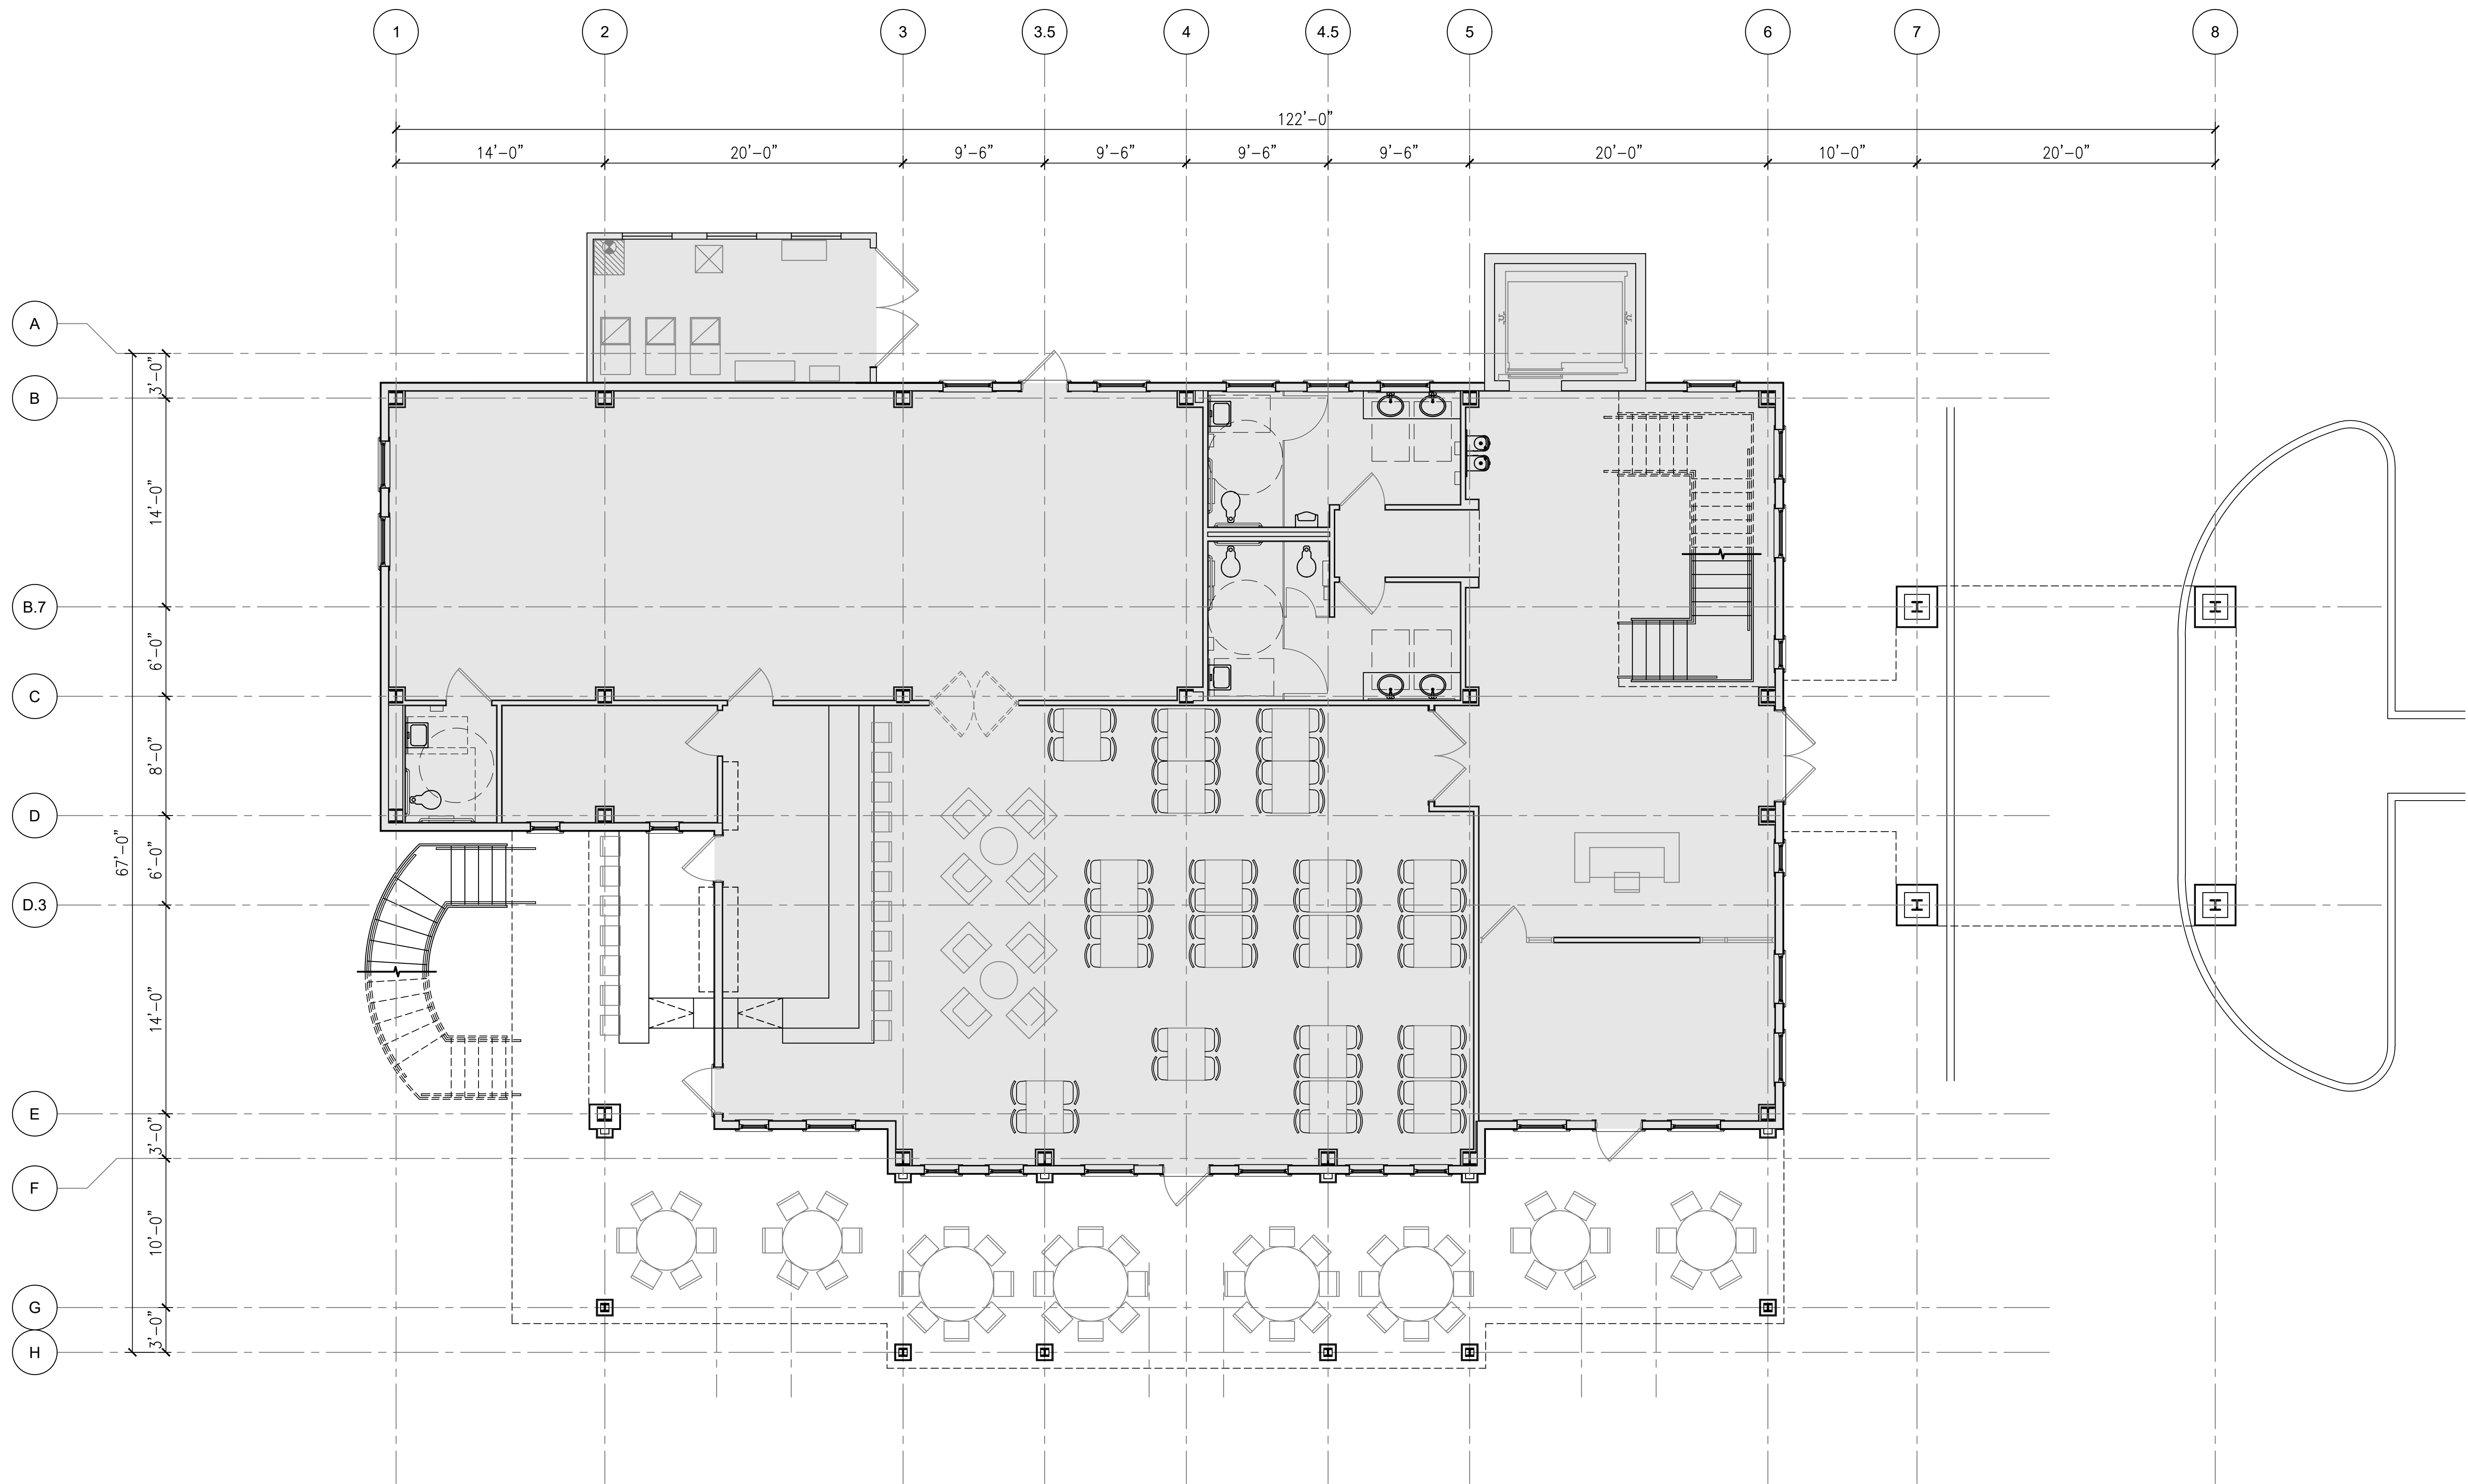 1 2 3 3.5 4 4.5 5 6 7 8
122'-0"
14'-0" 20'-0" 9'-6" 9'-6" 9'-6" 9'-6" 20'-0" 10'-0" 20'-0"
A
3'-0"
B
14'-0"
B.7
6'-0"
C
8'-0"
D
67'-0"
6'-0"
D.3
14'-0"
E
3'-0"
F
10'-0"
G
3'-0"
H